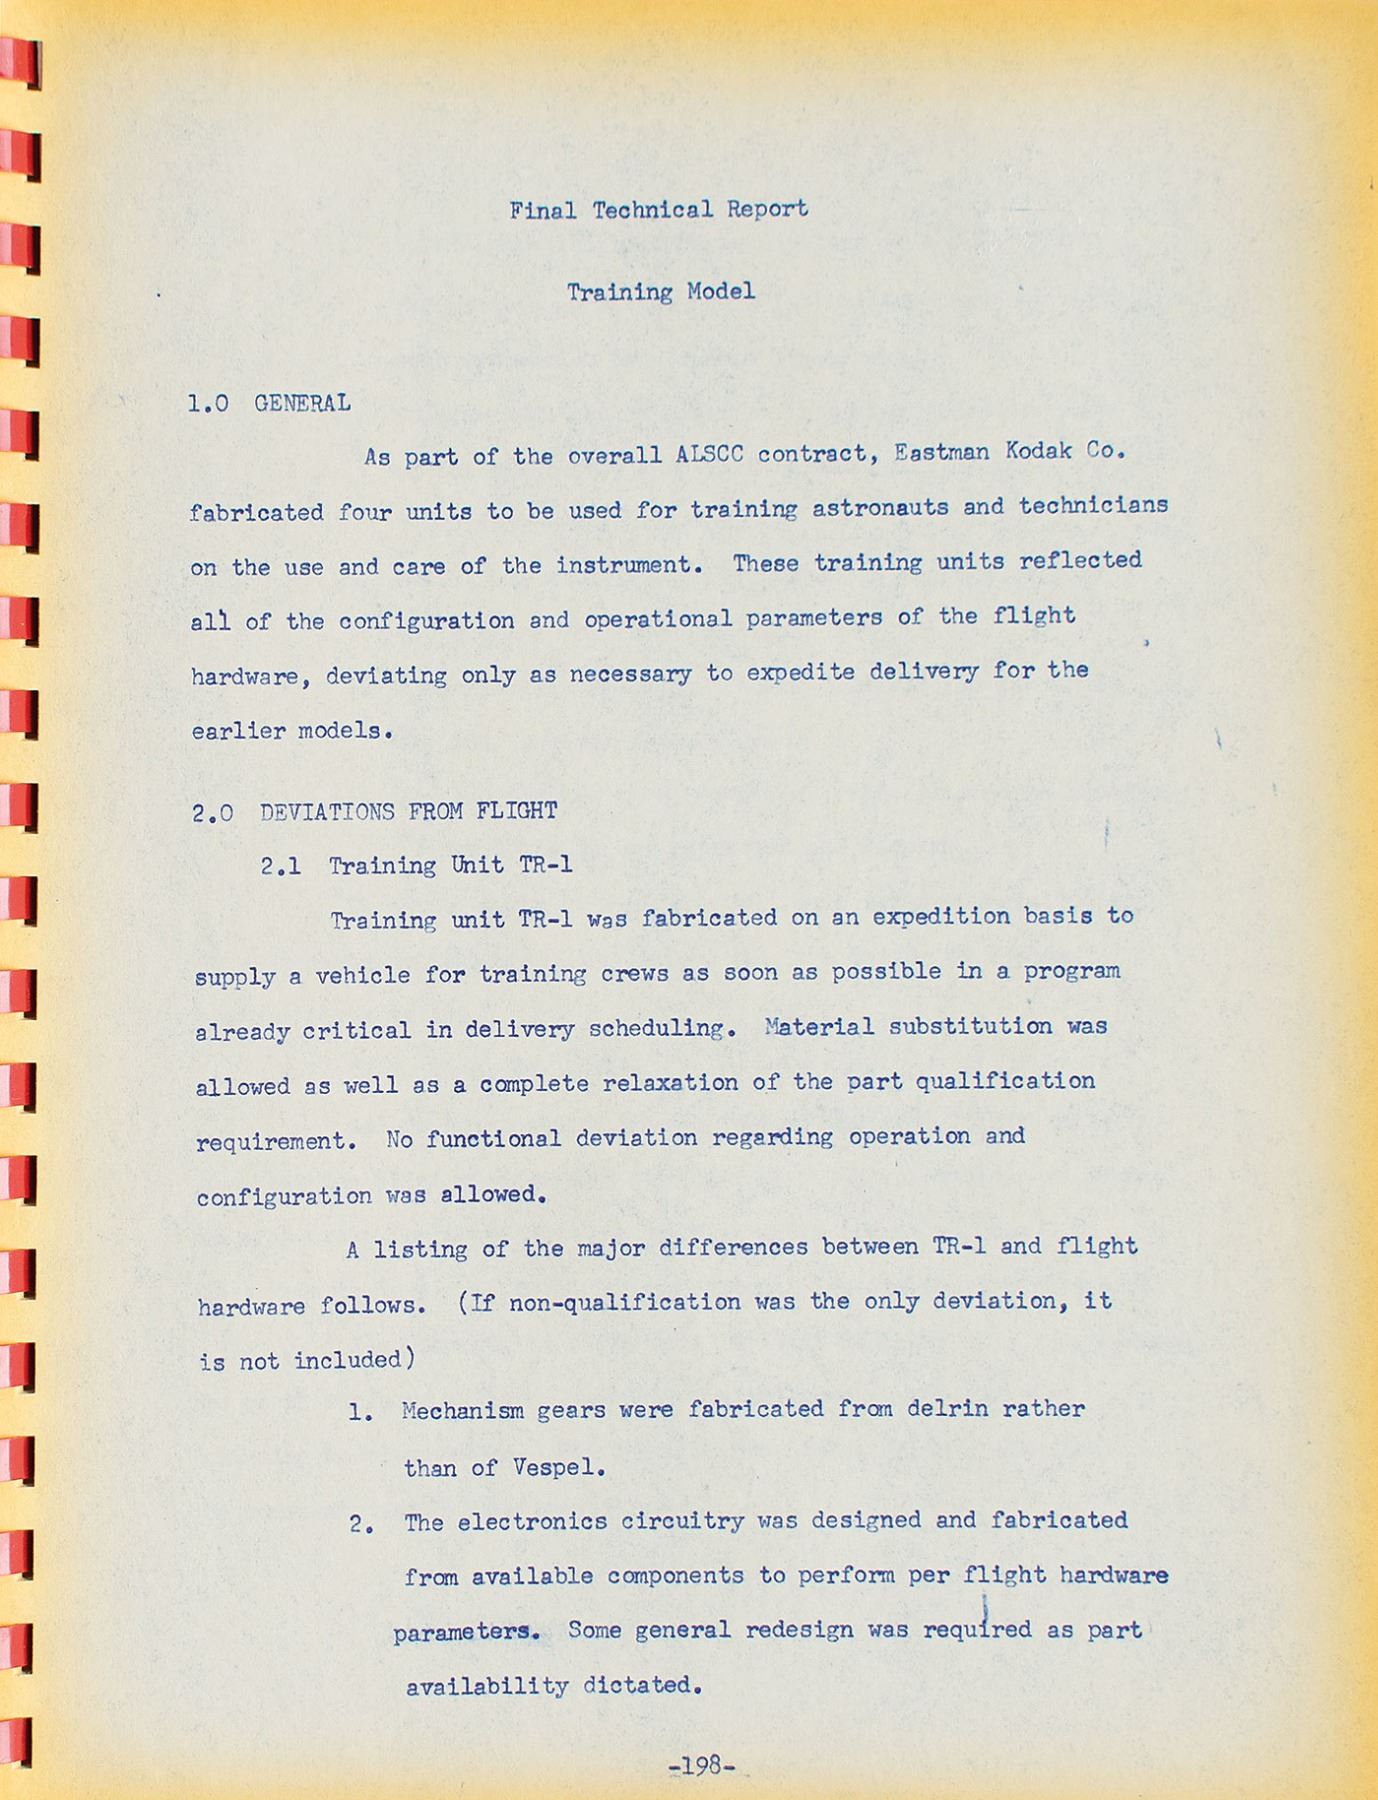 Final Technical Report
Training Model
1.0 GENERAL
As part of the overall ALSCC contract, Eastman Kodak Co.
fabricated four units to be used for training astronauts and technicians
on the use and care of the instrument. These training units reflected
all of the configuration and operational parameters of the flight
hardware, deviating only as necessary to expedite delivery for the
earlier models.
2.0 DEVIATIONS FROM FLIGHT
2.1 Training Unit TR-1
Training unit TR-1 was fabricated on an expedition basis to
supply a vehicle for training crews as soon as possible in a program
already critical in delivery scheduling. Material substitution was
allowed as well as a complete relaxation of the part qualification
requirement. No functional deviation regarding operation and
configuration was allowed.
A listing of the major differences between TR-1 and flight
hardware follows. (If non-qualification was the only deviation, it
is not included)
1. Mechanism gears were fabricated from delrin rather
than of Vespel.
2. The electronics circuitry was designed and fabricated
from available components to perform per flight hardware
parameters. Some general redesign was required as part
availability dictated.
-198-